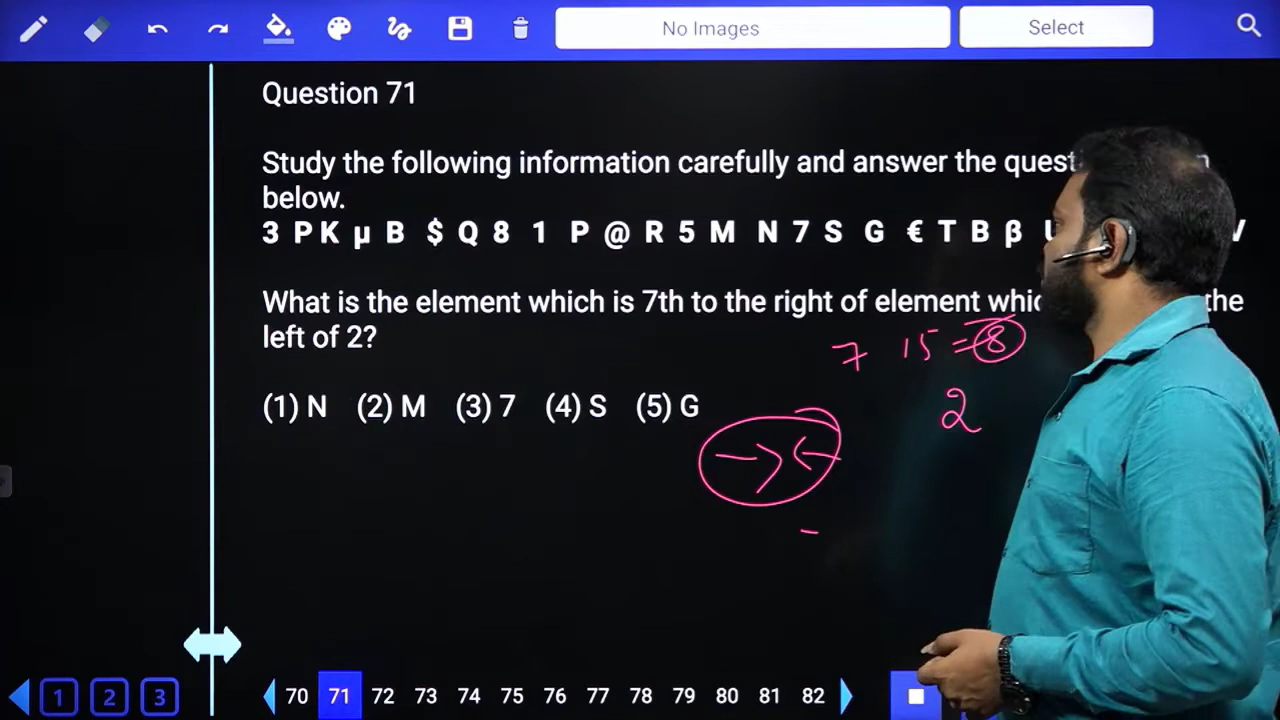 No Images
Select
Question 71
Study the following information carefully and answer the
below.
3 P K µ B $ Q 8 1 P @ R 5 M N 7 S G € T B β V
What is the element which is 7th to the right of element the
left of 2?
7 15 = 8
2
(1) N (2) M (3) 7 (4) S (5) G
1 2 3 70 71 72 73 74 75 76 77 78 79 80 81 82